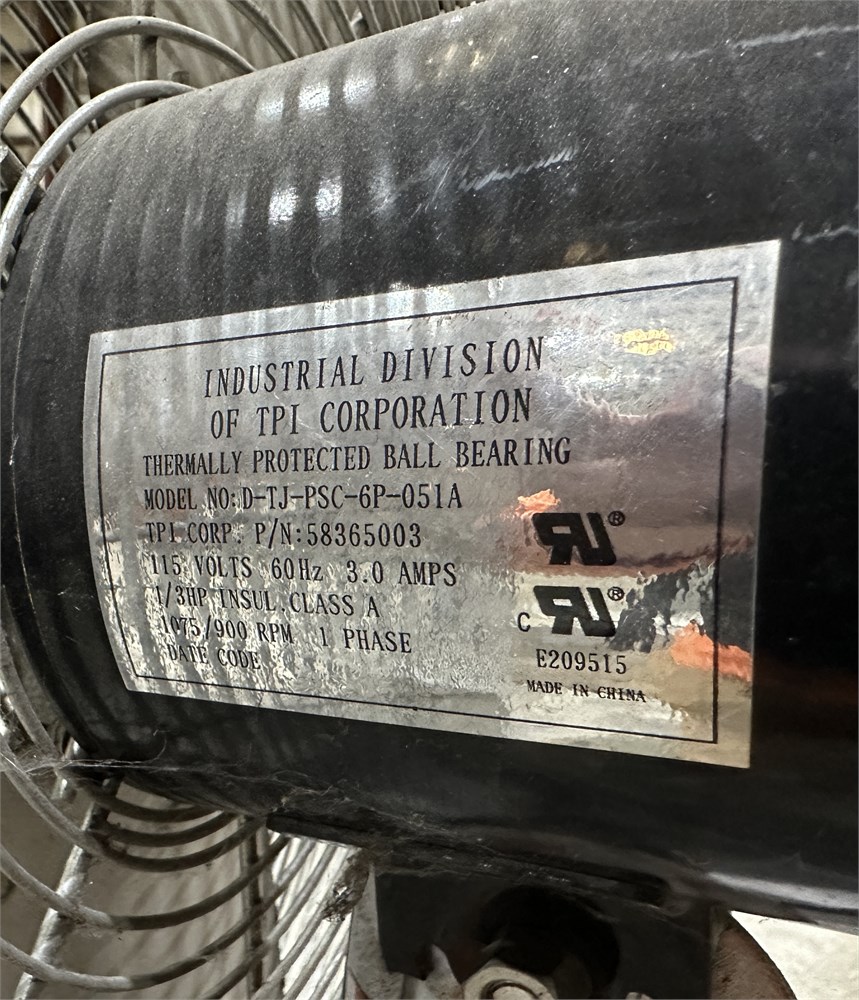 INDUSTRIAL DIVISION
OF TPI CORPORATION
THERMALLY PROTECTED BALL BEARING
MODEL NO:D-TJ-PSC-6P-051A
TPI CORP. P/N:58365003
115 VOLTS 60Hz 3.0 AMPS
1/3HP INSUL.CLASS A
1075/900 RPM 1 PHASE
DATE CODE
RU®
C RU®
E209515
MADE IN CHINA